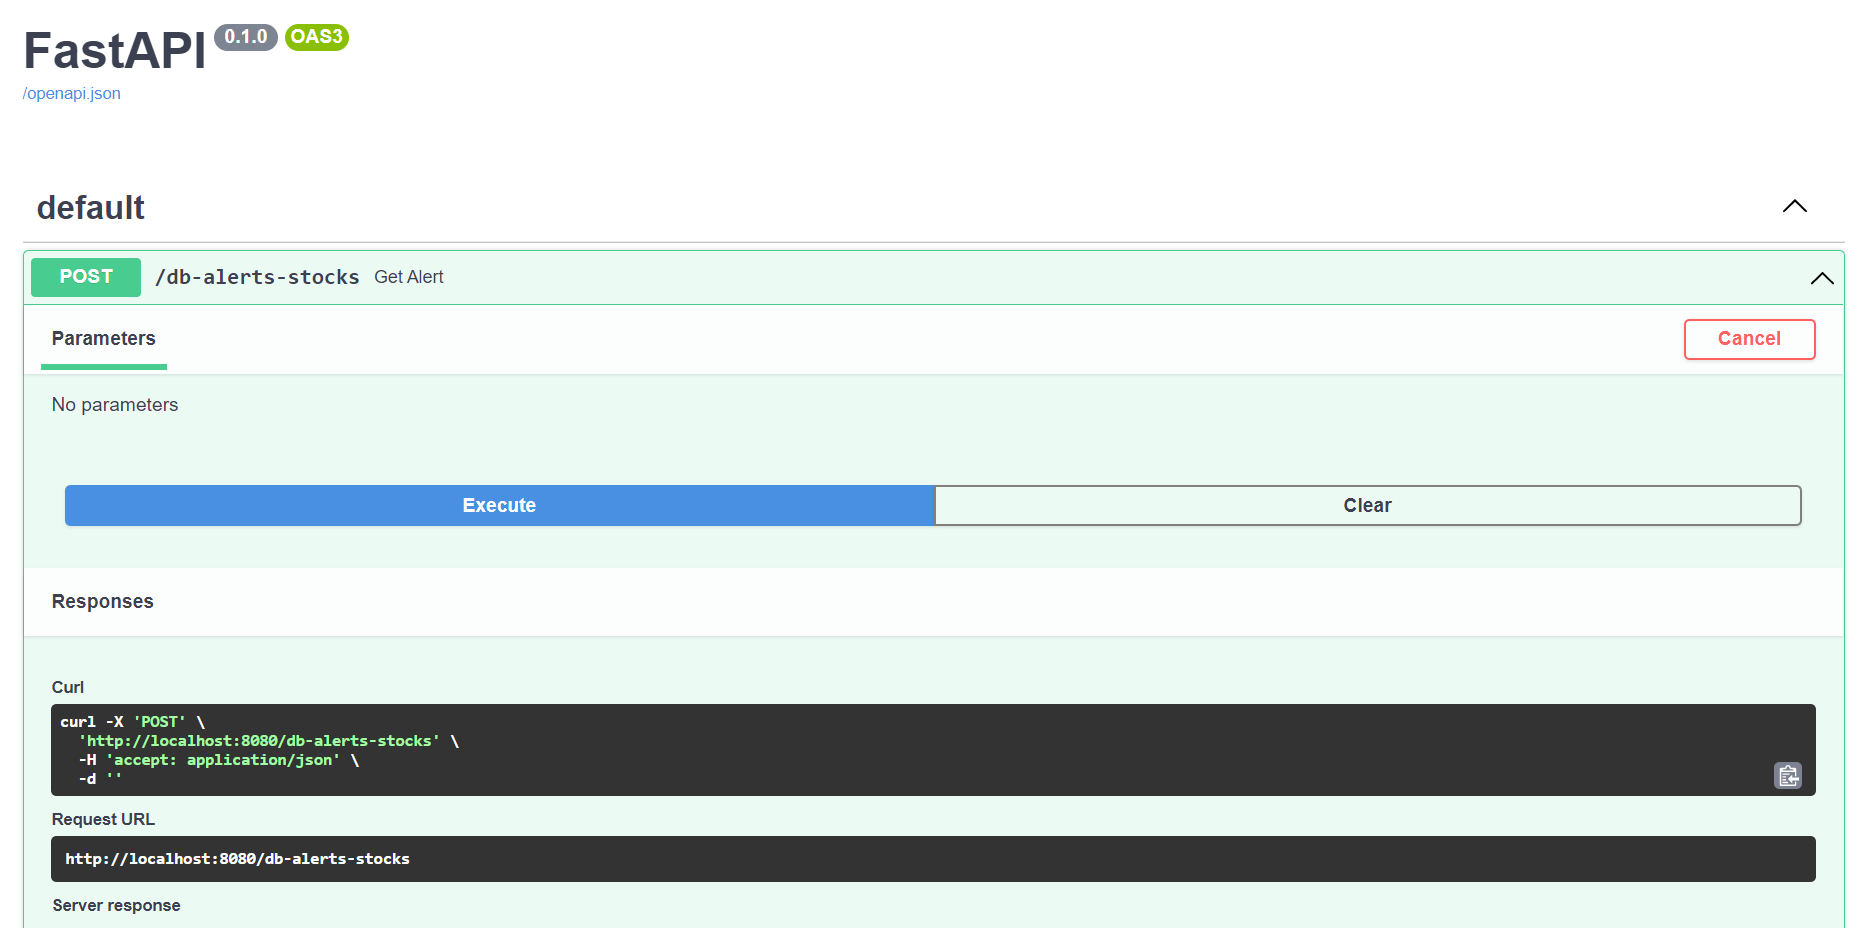 FastAPI 0.1.0 OAS3
/openapi.json
default
POST /db-alerts-stocks Get Alert
Parameters
Cancel
No parameters
Execute
Clear
Responses
Curl
curl -X 'POST' \
'http://localhost:8080/db-alerts-stocks' \
-H 'accept: application/json' \
-d ''
Request URL
http://localhost:8080/db-alerts-stocks
Server response